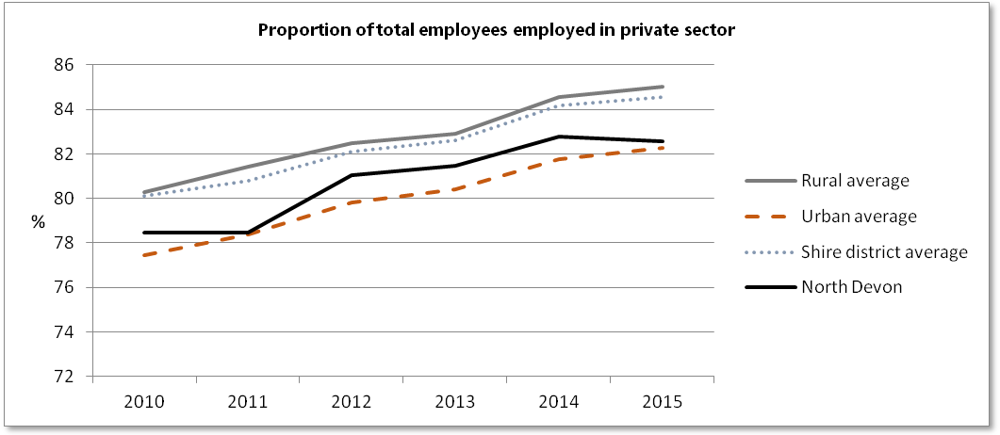 Proportion of total employees employed in private sector
86
84
82
80
78
76
74
72
%
2010 2011 2012 2013 2014 2015
Rural average
Urban average
Shire district average
North Devon